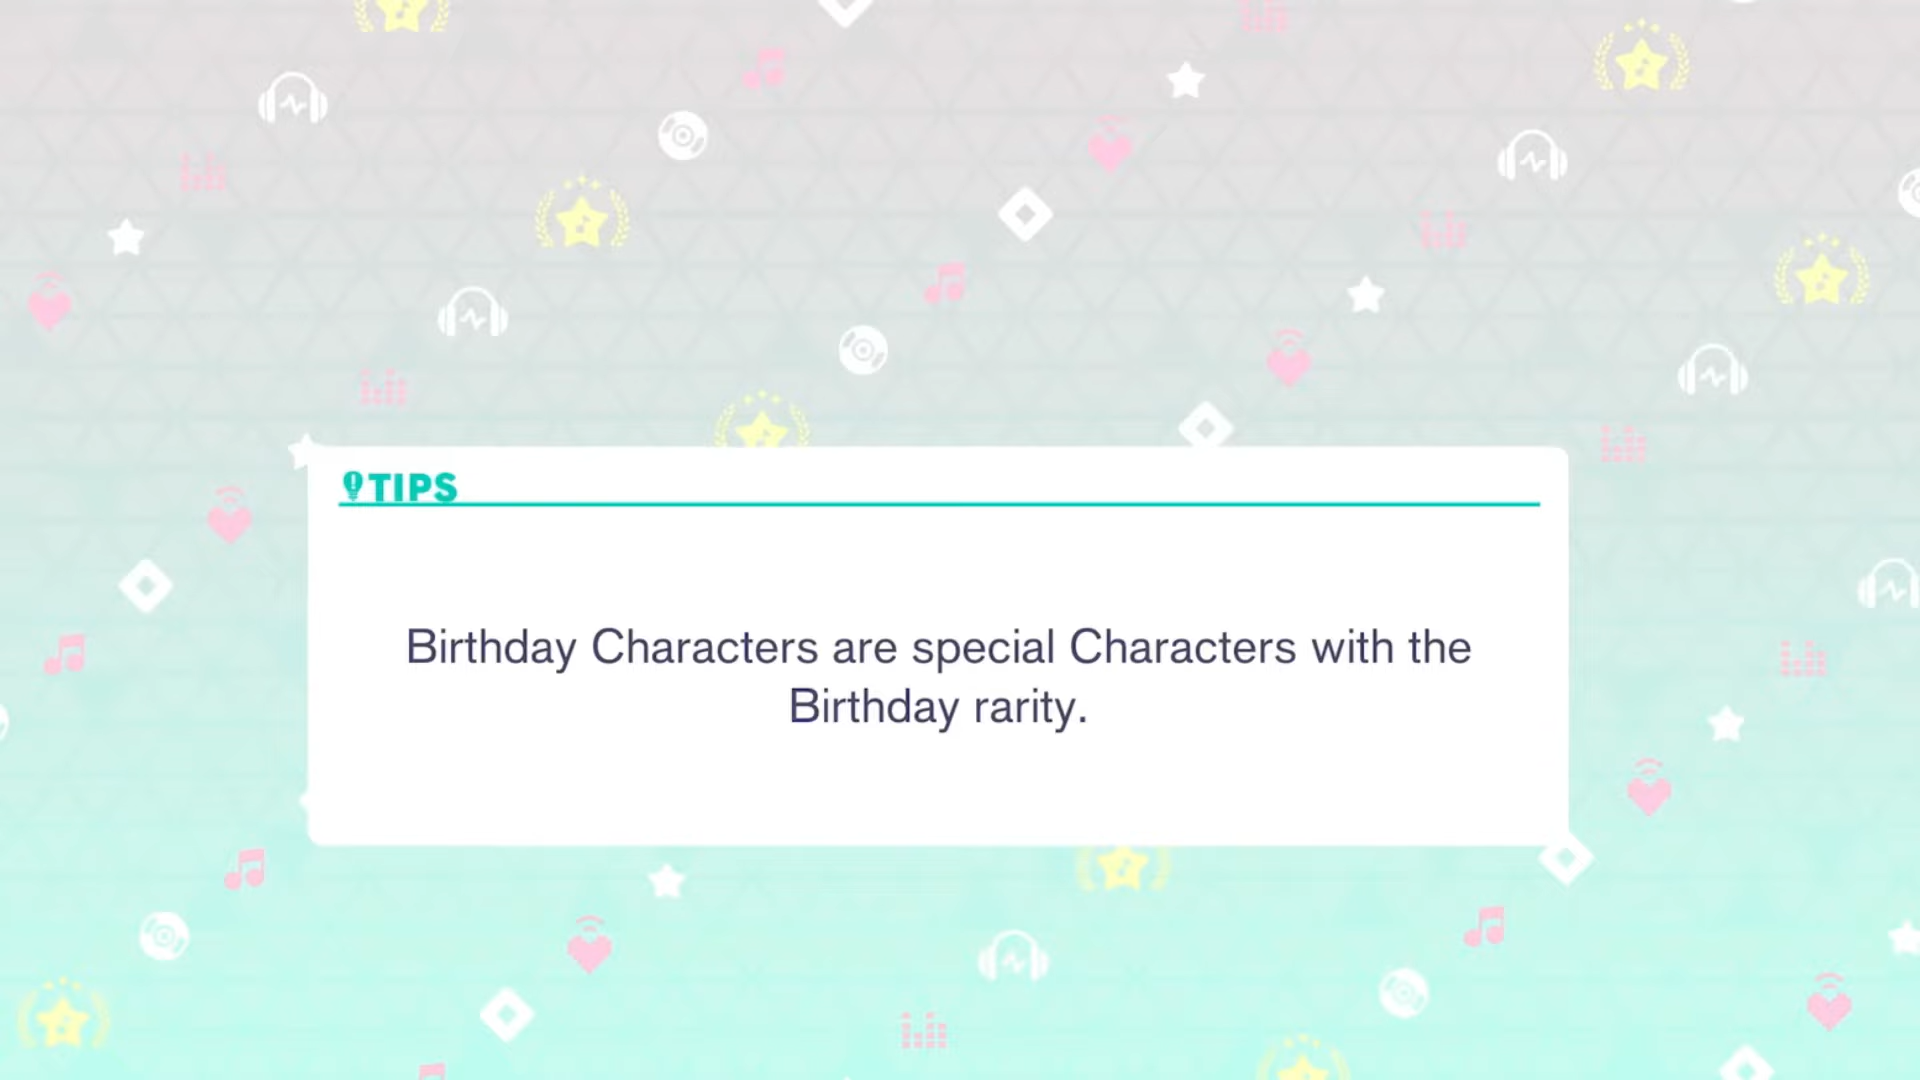 TIPS
Birthday Characters are special Characters with the
Birthday rarity.